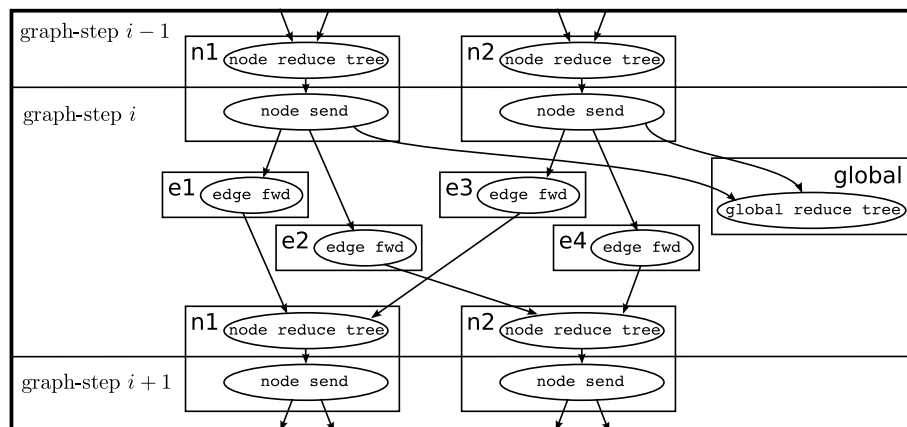 graph-step i − 1
n1
node reduce tree
n2
node reduce tree
graph-step i
node send
node send
e1
edge fwd
e3
edge fwd
global
global reduce tree
e2
edge fwd
e4
edge fwd
n1
node reduce tree
n2
node reduce tree
graph-step i + 1
node send
node send